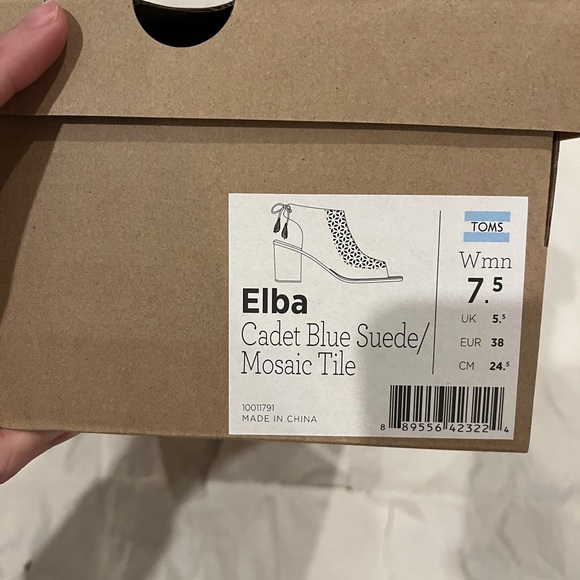 TOMS
Wmn
7.5
UK 5.5
EUR 38
CM 24.5
Elba
Cadet Blue Suede/
Mosaic Tile
10011791
MADE IN CHINA
8 89556 42322 4